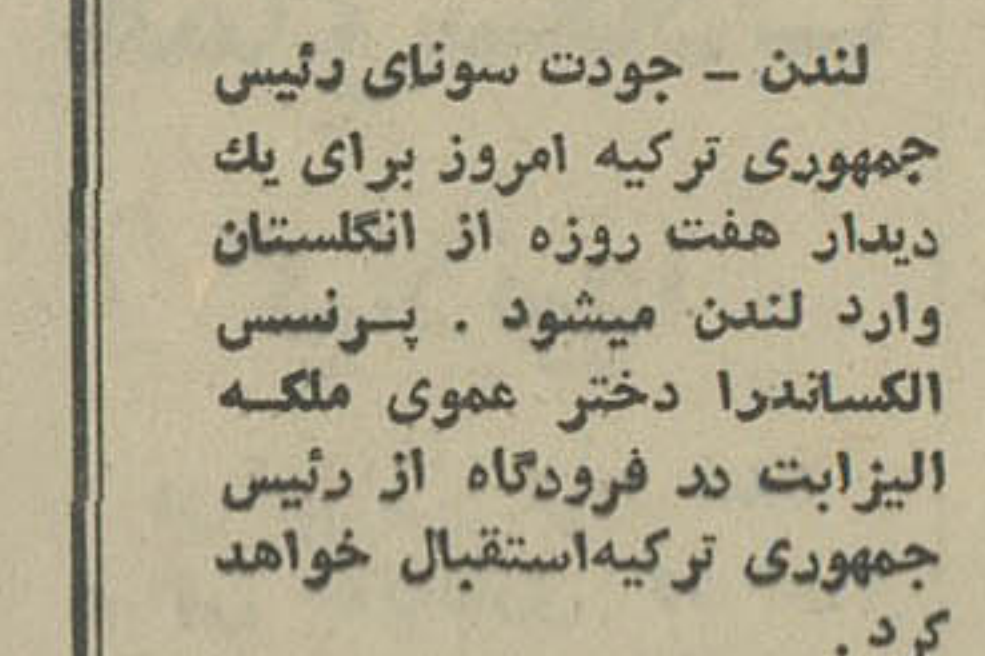 لندن – جودت سونای رئیس
جمهوری ترکیه امروز برای یك
دیدار هفت روزه از انگلستان
وارد لندن میشود . پرنسس
الکساندرا دختر عموی ملکه
الیزابت در فرودگاه از رئیس
جمهوری ترکیه استقبال خواهد
کرد .